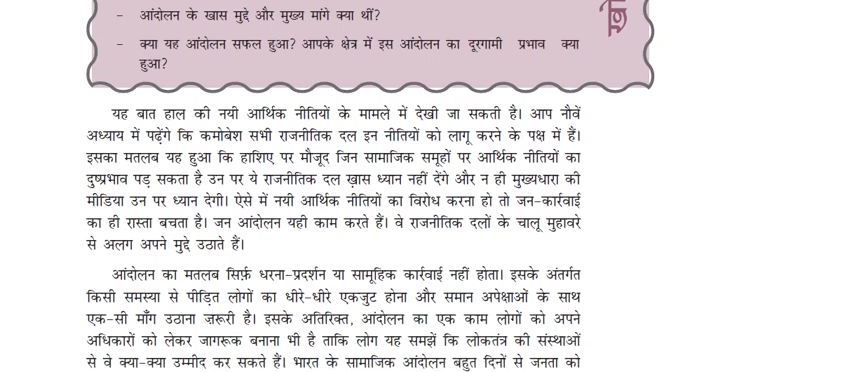 – आंदोलन के खास मुद्दे और मुख्य मांगे क्या थीं?
– क्या यह आंदोलन सफल हुआ? आपके क्षेत्र में इस आंदोलन का दूरगामी प्रभाव क्या
हुआ?
यह बात हाल की नयी आर्थिक नीतियों के मामले में देखी जा सकती है। आप नौवें
अध्याय में पढ़ेंगे कि कमोबेश सभी राजनीतिक दल इन नीतियों को लागू करने के पक्ष में हैं।
इसका मतलब यह हुआ कि हाशिए पर मौजूद जिन सामाजिक समूहों पर आर्थिक नीतियों का
दुष्प्रभाव पड़ सकता है उन पर ये राजनीतिक दल ख़ास ध्यान नहीं देंगे और न ही मुख्यधारा की
मीडिया उन पर ध्यान देगी। ऐसे में नयी आर्थिक नीतियों का विरोध करना हो तो जन-कार्रवाई
का ही रास्ता बचता है। जन आंदोलन यही काम करते हैं। वे राजनीतिक दलों के चालू मुहावरे
से अलग अपने मुद्दे उठाते हैं।
आंदोलन का मतलब सिर्फ़ धरना-प्रदर्शन या सामूहिक कार्रवाई नहीं होता। इसके अंतर्गत
किसी समस्या से पीड़ित लोगों का धीरे-धीरे एकजुट होना और समान अपेक्षाओं के साथ
एक-सी माँग उठाना ज़रूरी है। इसके अतिरिक्त, आंदोलन का एक काम लोगों को अपने
अधिकारों को लेकर जागरूक बनाना भी है ताकि लोग यह समझें कि लोकतंत्र की संस्थाओं
से वे क्या-क्या उम्मीद कर सकते हैं। भारत के सामाजिक आंदोलन बहुत दिनों से जनता को